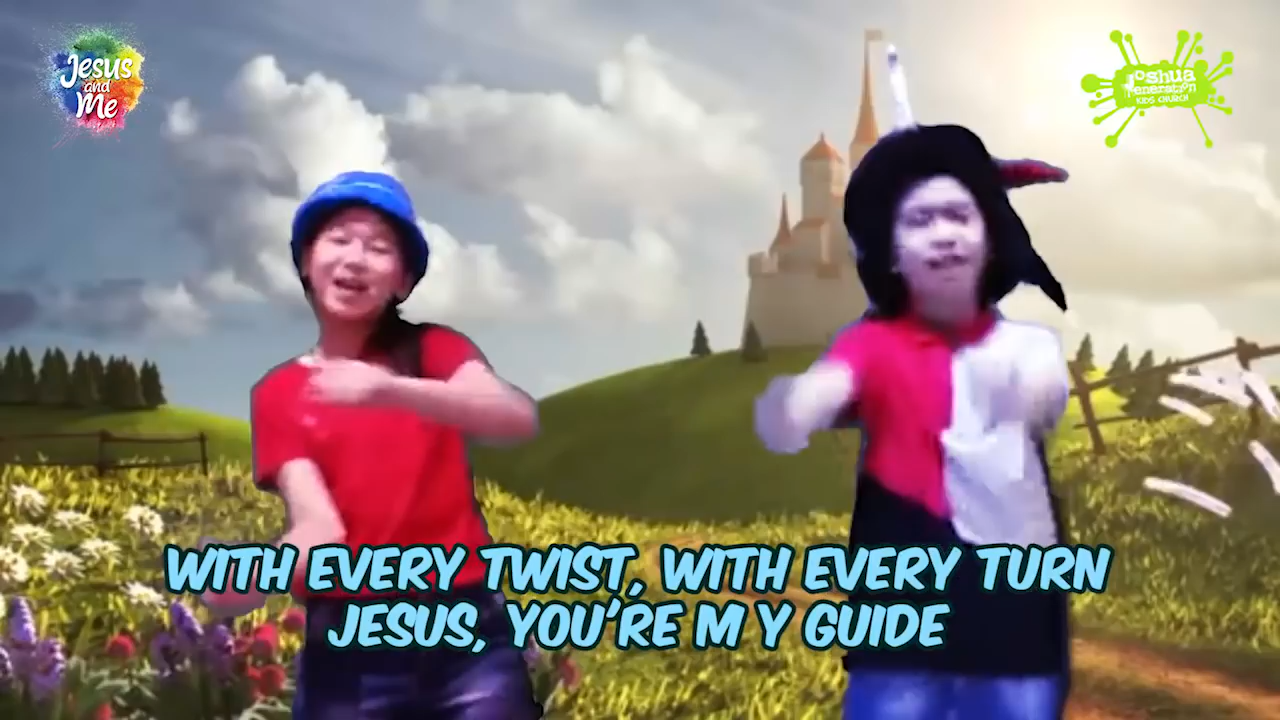 Jesus
and
Me
Joshua
Generation
KIDS CHURCH
WITH EVERY TWIST, WITH EVERY TURN
JESUS, YOU'RE M Y GUIDE